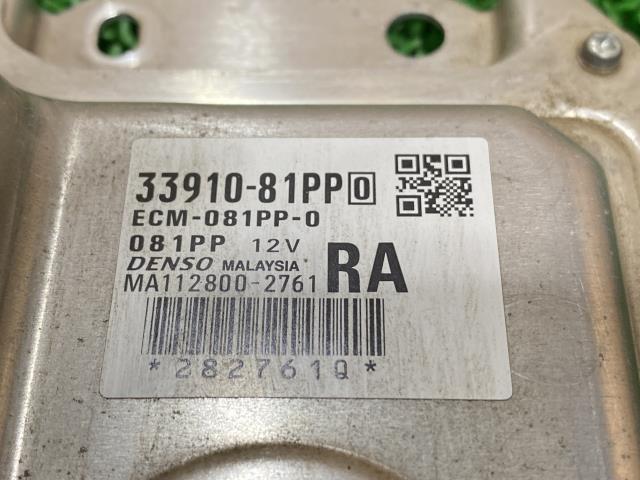 33910-81PP0
ECM-081PP-0
081PP 12V
DENSO MALAYSIA RA
MA112800-2761
*282761Q*